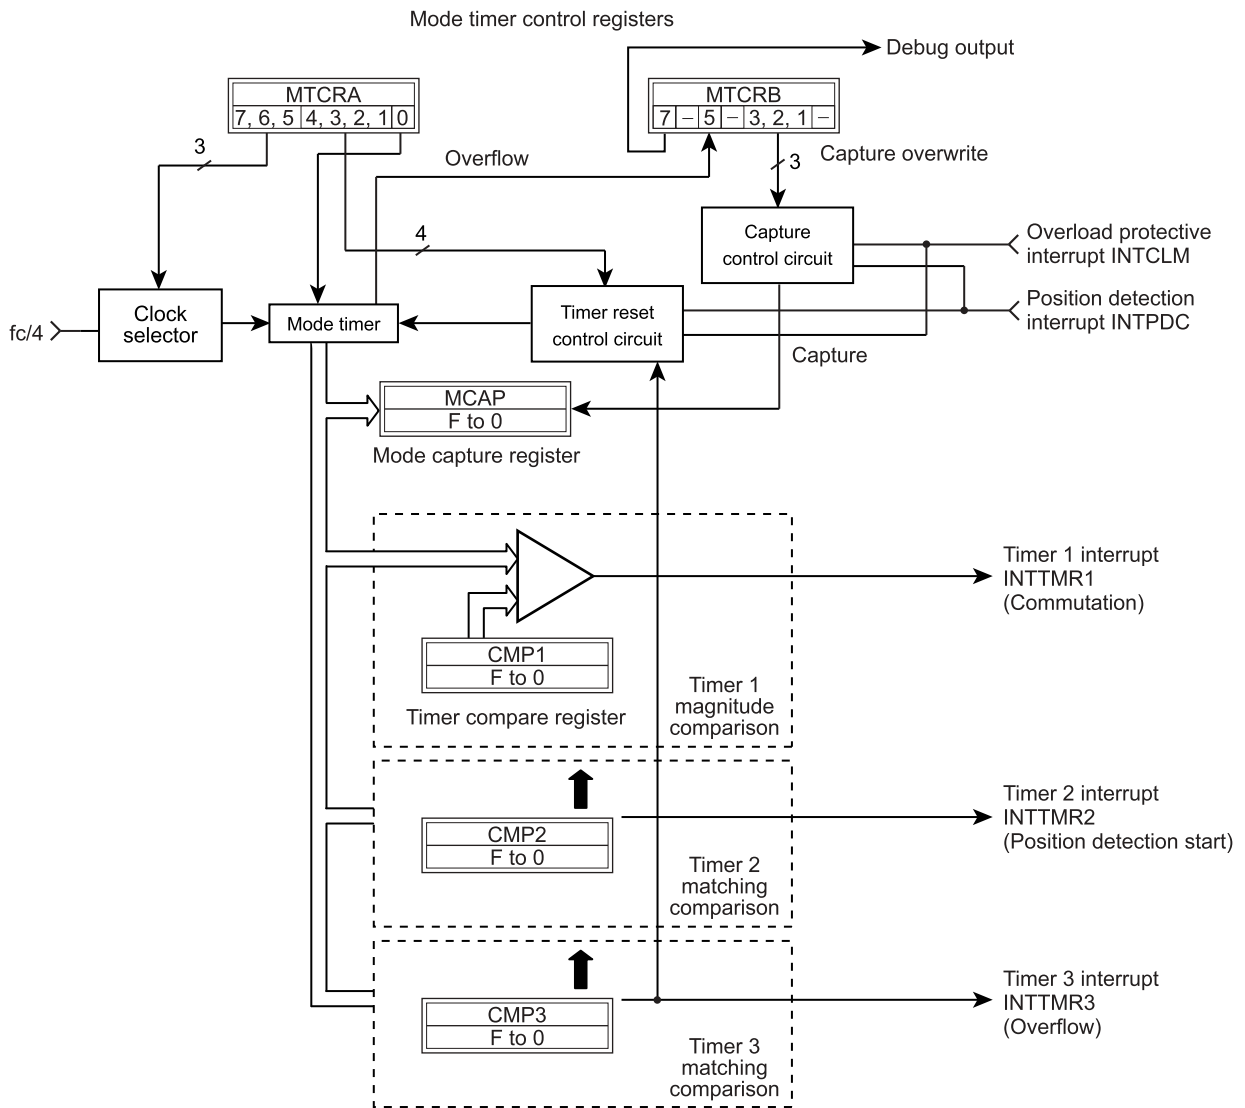 Mode timer control registers
Debug output
MTCRA
7, 6, 5 4, 3, 2, 1 0
MTCRB
7 – 5 – 3, 2, 1 –
3
Overflow
3
Capture overwrite
4
Capture
control circuit
Overload protective
interrupt INTCLM
Position detection
interrupt INTPDC
fc/4
Clock
selector
Mode timer
Timer reset
control circuit
Capture
MCAP
F to 0
Mode capture register
Timer 1 interrupt
INTTMR1
(Commutation)
CMP1
F to 0
Timer compare register
Timer 1
magnitude
comparison
Timer 2 interrupt
INTTMR2
(Position detection start)
CMP2
F to 0
Timer 2
matching
comparison
Timer 3 interrupt
INTTMR3
(Overflow)
CMP3
F to 0
Timer 3
matching
comparison